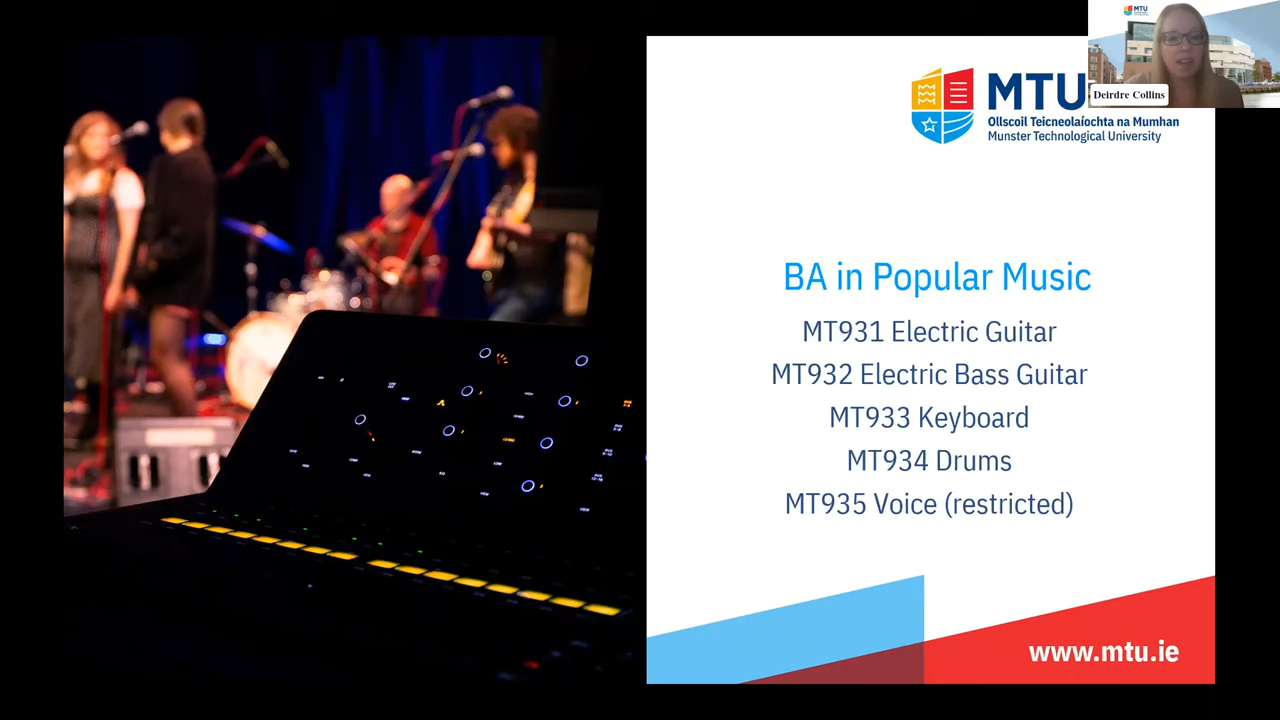 MTU
Deirdre Collins
MTU
Ollscoil Teicneolaíochta na Mumhan
Munster Technological University
BA in Popular Music
MT931 Electric Guitar
MT932 Electric Bass Guitar
MT933 Keyboard
MT934 Drums
MT935 Voice (restricted)
www.mtu.ie